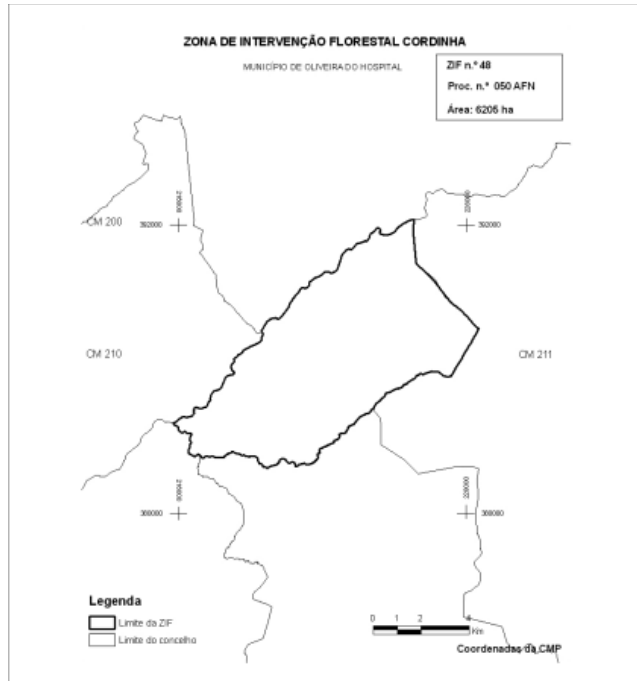 ZONA DE INTERVENÇÃO FLORESTAL CORDINHA
MUNICÍPIO DE OLIVEIRA DO HOSPITAL
ZIF n.º 48
Proc. n.º 050 AFN
Área: 6205 ha
CM 200
392000
392000
CM 210
CM 211
Legenda
Limite da ZIF
Limite do concelho
0 1 2 4
Km
Coordenadas da CMP